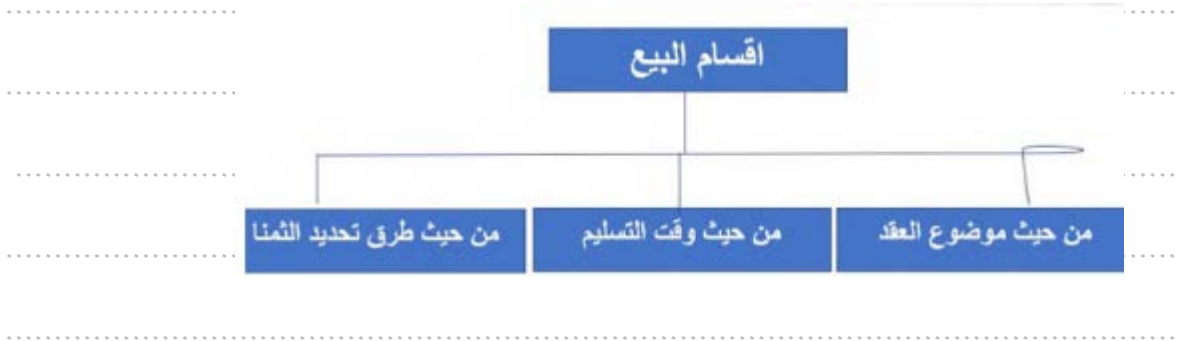 اقسام البيع
من حيث موضوع العقد
من حيث وقت التسليم
من حيث طرق تحديد الثمنا